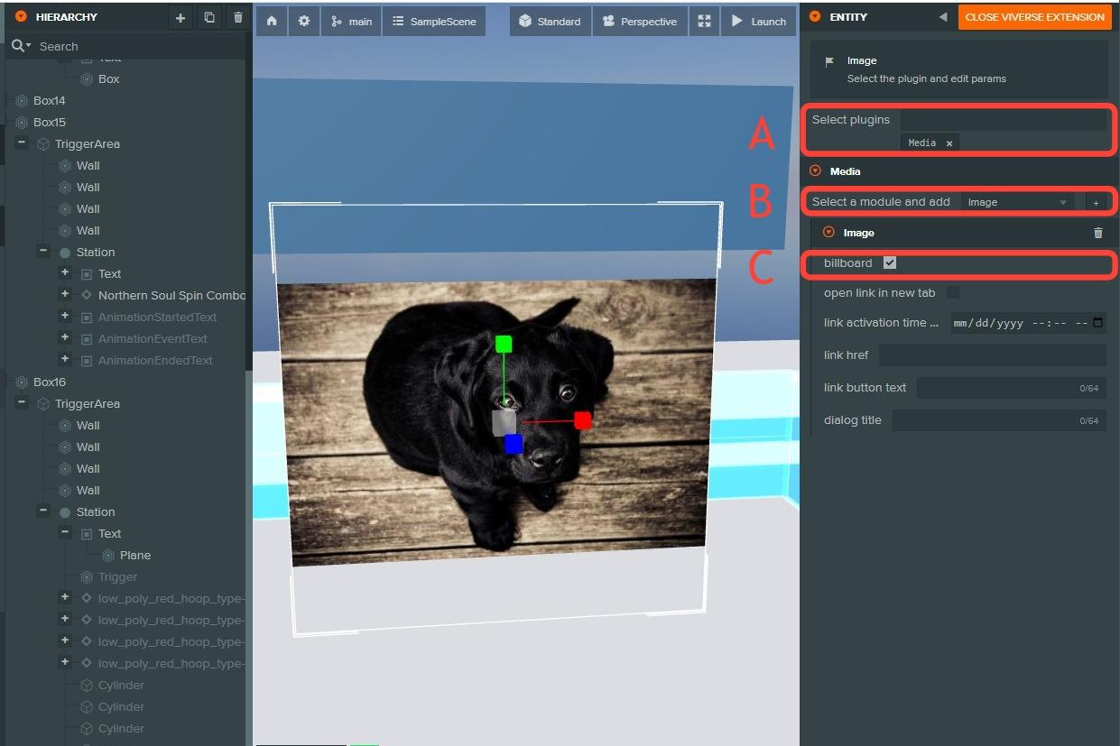 HIERARCHY
Search
Text
Box
Box14
Box15
TriggerArea
Wall
Wall
Wall
Wall
Station
Text
Northern Soul Spin Combo
AnimationStartedText
AnimationEventText
AnimationEndedText
Box16
TriggerArea
Wall
Wall
Wall
Wall
Station
Text
Plane
Trigger
low_poly_red_hoop_type-
low_poly_red_hoop_type-
low_poly_red_hoop_type-
low_poly_red_hoop_type-
Cylinder
Cylinder
Cylinder
main
SampleScene
Standard
Perspective
Launch
A
B
C
ENTITY
CLOSE VIVERSE EXTENSION
Image
Select the plugin and edit params
Select plugins
Media ×
Media
Select a module and add Image +
Image
billboard
open link in new tab
link activation time ... mm/dd/yyyy --:-- --
link href
link button text 0/64
dialog title 0/64